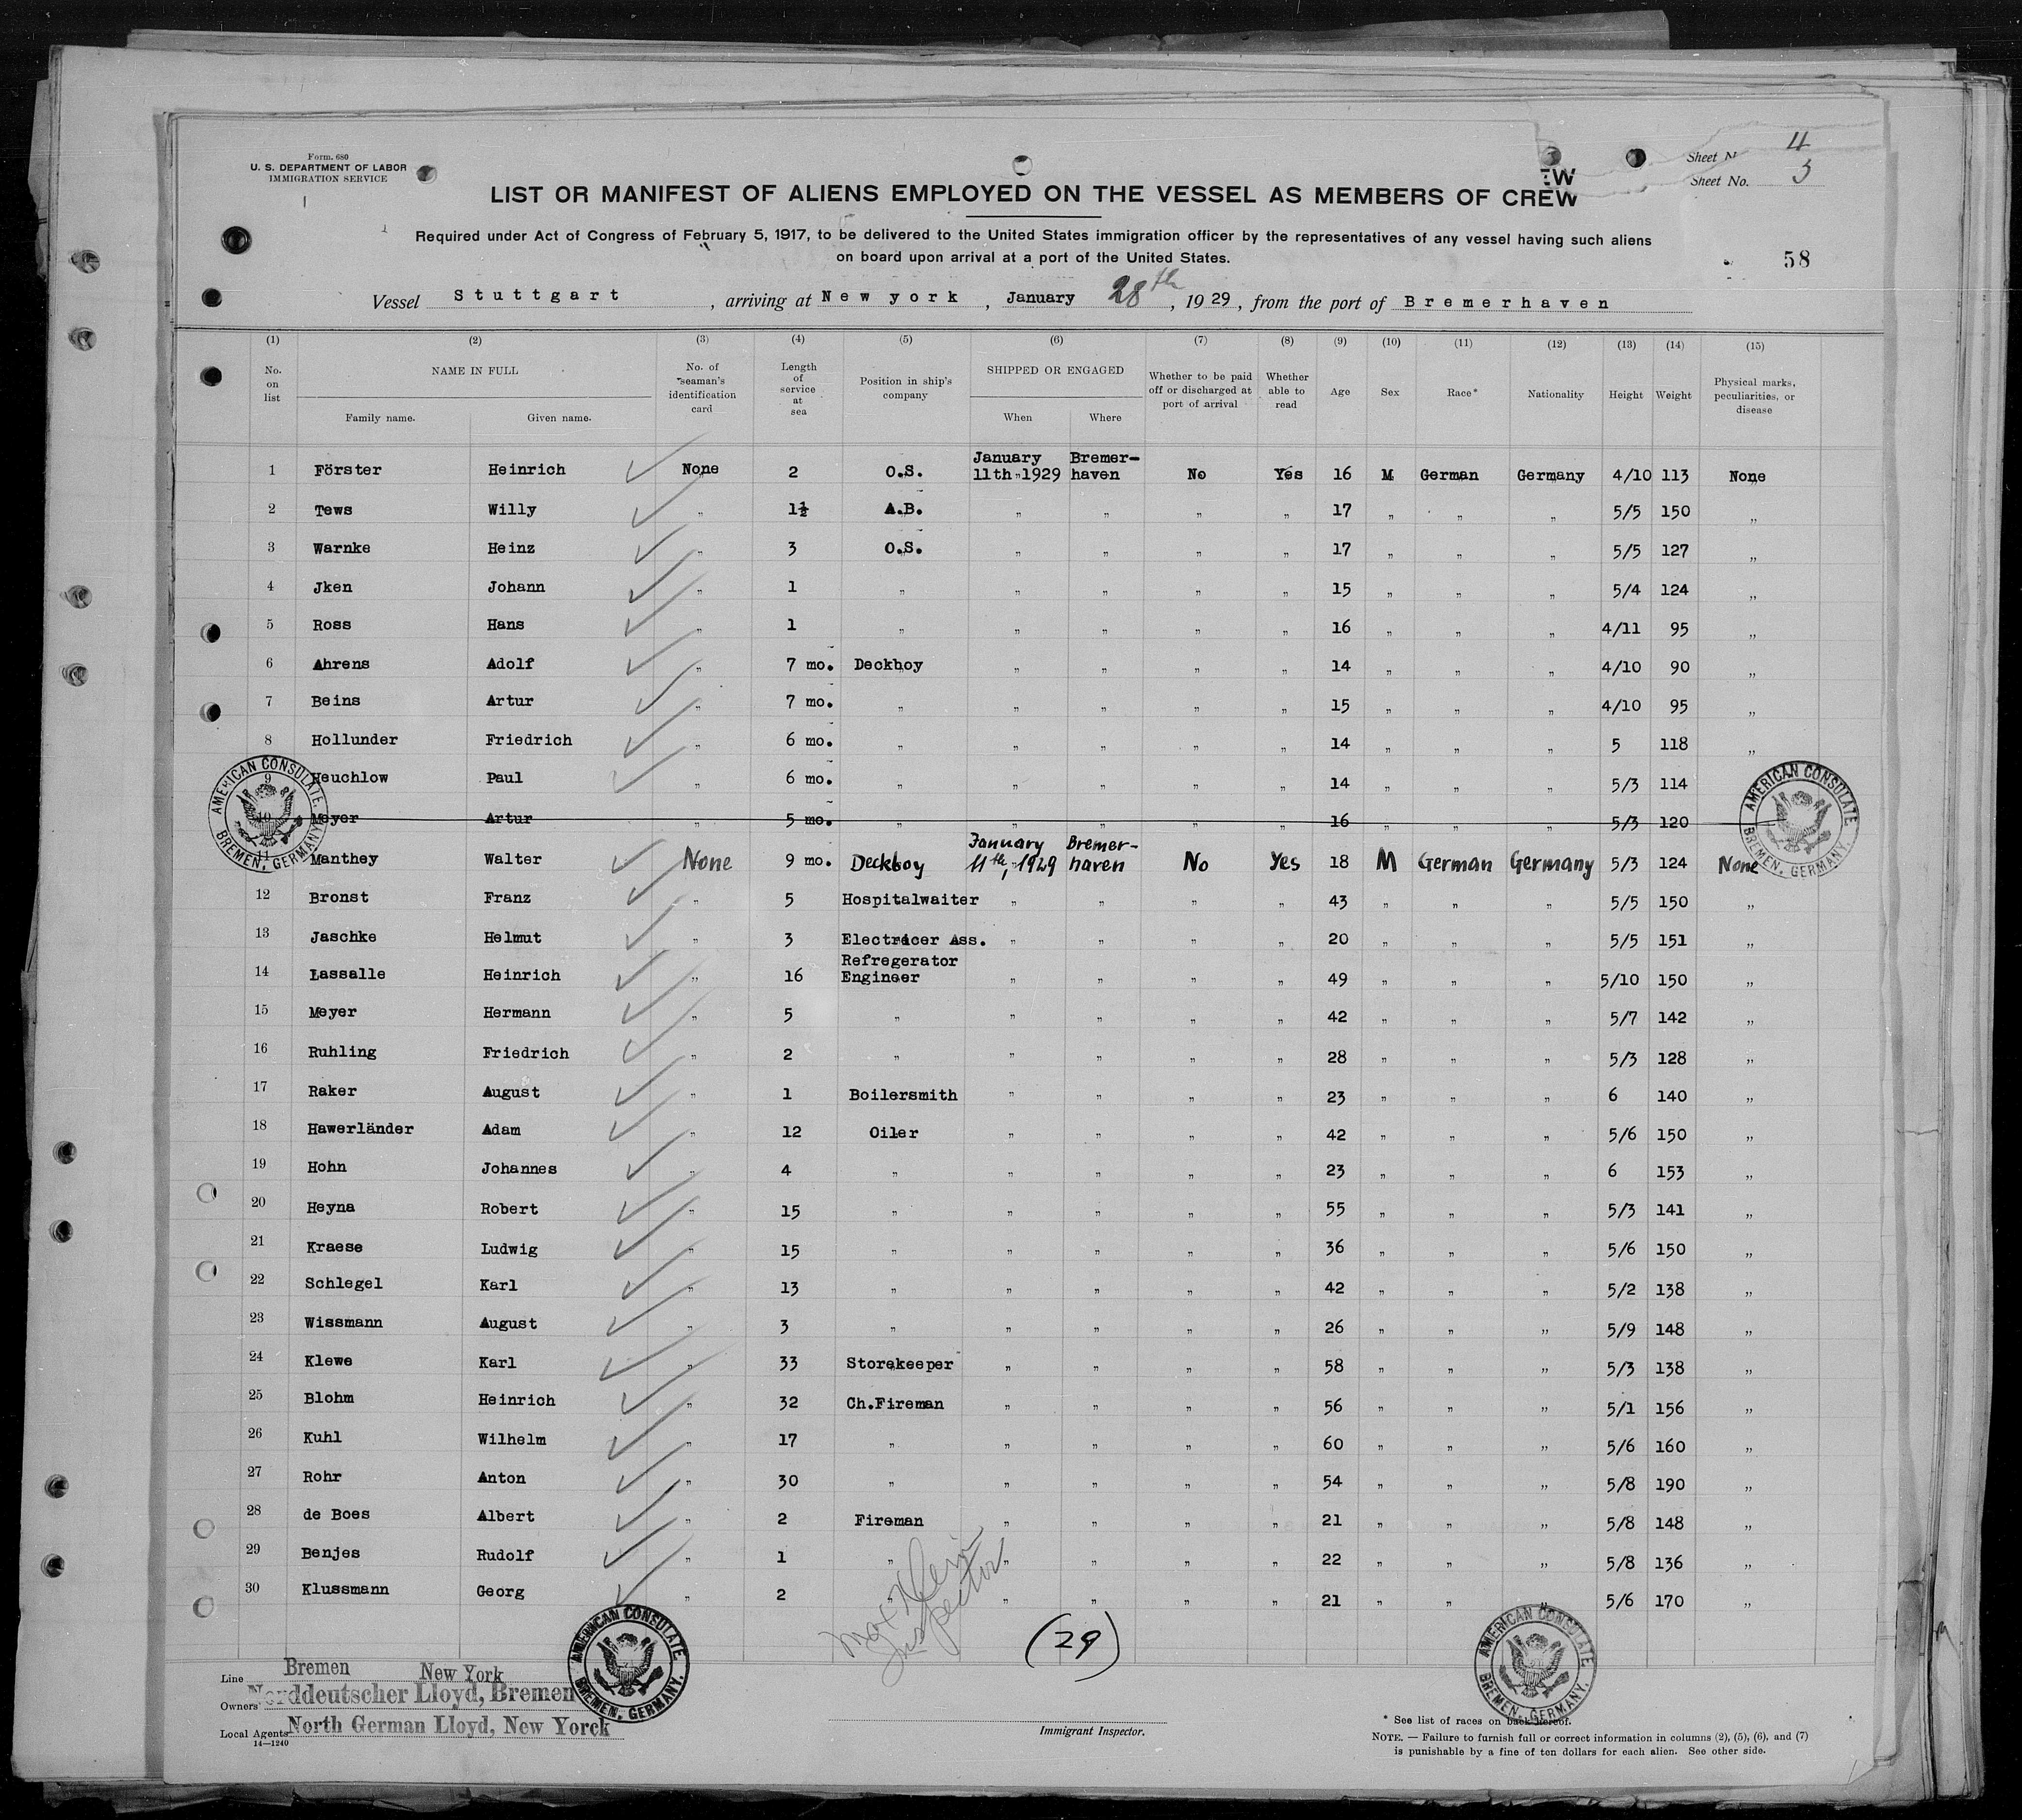 Form. 680
U. S. DEPARTMENT OF LABOR
IMMIGRATION SERVICE
Sheet N 4
Sheet No. 3
EW
LIST OR MANIFEST OF ALIENS EMPLOYED ON THE VESSEL AS MEMBERS OF CREW
Required under Act of Congress of February 5, 1917, to be delivered to the United States immigration officer by the representatives of any vessel having such aliens
on board upon arrival at a port of the United States.
58
Vessel Stuttgart, arriving at New york, January 28th, 1929, from the port of Bremerhaven
(1) (2) (3) (4) (5) (6) (7) (8) (9) (10) (11) (12) (13) (14) (15)
No. on list NAME IN FULL Family name. Given name. No. of seaman's identification card Length of service at sea Position in ship's company SHIPPED OR ENGAGED When Where Whether to be paid off or discharged at port of arrival Whether able to read Age Sex Race* Nationality Height Weight Physical marks, peculiarities, or disease
1 Förster Heinrich None 2 O.S. January 11th 1929 Bremer-haven No Yes 16 M German Germany 4/10 113 None
2 Tews Willy " 1½ A.B. " " " " 17 " " " 5/5 150 "
3 Warnke Heinz " 3 O.S. " " " " 17 " " " 5/5 127 "
4 Jken Johann " 1 " " " " " 15 " " " 5/4 124 "
5 Ross Hans " 1 " " " " " 16 " " " 4/11 95 "
6 Ahrens Adolf " 7 mo. Deckboy " " " " 14 " " " 4/10 90 "
7 Beins Artur " 7 mo. " " " " " 15 " " " 4/10 95 "
8 Hollunder Friedrich " 6 mo. " " " " " 14 " " " 5 118 "
9 Heuchlow Paul " 6 mo. " " " " " 14 " " " 5/3 114
10 Meyer Artur " 5 mo. " " " " " 16 " " " 5/3 120
11 Manthey Walter None 9 mo. Deckboy January 11th, 1929 Bremer-haven No Yes 18 M German Germany 5/3 124 None
12 Bronst Franz " 5 Hospitalwaiter " " " " 43 " " " 5/5 150 "
13 Jaschke Helmut " 3 Electricer Ass. " " " " 20 " " " 5/5 151 "
14 Lassalle Heinrich " 16 Refregerator Engineer " " " " 49 " " " 5/10 150 "
15 Meyer Hermann " 5 " " " " " 42 " " " 5/7 142 "
16 Ruhling Friedrich " 2 " " " " " 28 " " " 5/3 128 "
17 Raker August " 1 Boilersmith " " " " 23 " " " 6 140 "
18 Hawerländer Adam " 12 Oiler " " " " 42 " " " 5/6 150 "
19 Hohn Johannes " 4 " " " " " 23 " " " 6 153 "
20 Heyna Robert " 15 " " " " " 55 " " " 5/3 141 "
21 Kraese Ludwig " 15 " " " " " 36 " " " 5/6 150 "
22 Schlegel Karl " 13 " " " " " 42 " " " 5/2 138 "
23 Wissmann August " 3 " " " " " 26 " " " 5/9 148 "
24 Klewe Karl " 33 Storekeeper " " " " 58 " " " 5/3 138 "
25 Blohm Heinrich " 32 Ch.Fireman " " " " 56 " " " 5/1 156 "
26 Kuhl Wilhelm " 17 " " " " " 60 " " " 5/6 160 "
27 Rohr Anton " 30 " " " " " 54 " " " 5/8 190 "
28 de Boes Albert " 2 Fireman " " " " 21 " " " 5/8 148 "
29 Benjes Rudolf " 1 " " " " " 22 " " " 5/8 136 "
30 Klussmann Georg " 2 " " " " " 21 " " " 5/6 170 "
AMERICAN CONSULATE. BREMEN, GERMANY.
AMERICAN CONSULATE BREMEN, GERMANY.
AMERICAN CONSULATE. BREMEN, GERMANY.
AMERICAN CONSULATE BREMEN, GERMANY.
Inspector
(29)
Line Bremen New York
Owners Norddeutscher Lloyd, Bremen
Local Agents North German Lloyd, New Yorck
14—1240
Immigrant Inspector.
* See list of races on back hereof.
NOTE. — Failure to furnish full or correct information in columns (2), (5), (6), and (7)
is punishable by a fine of ten dollars for each alien. See other side.